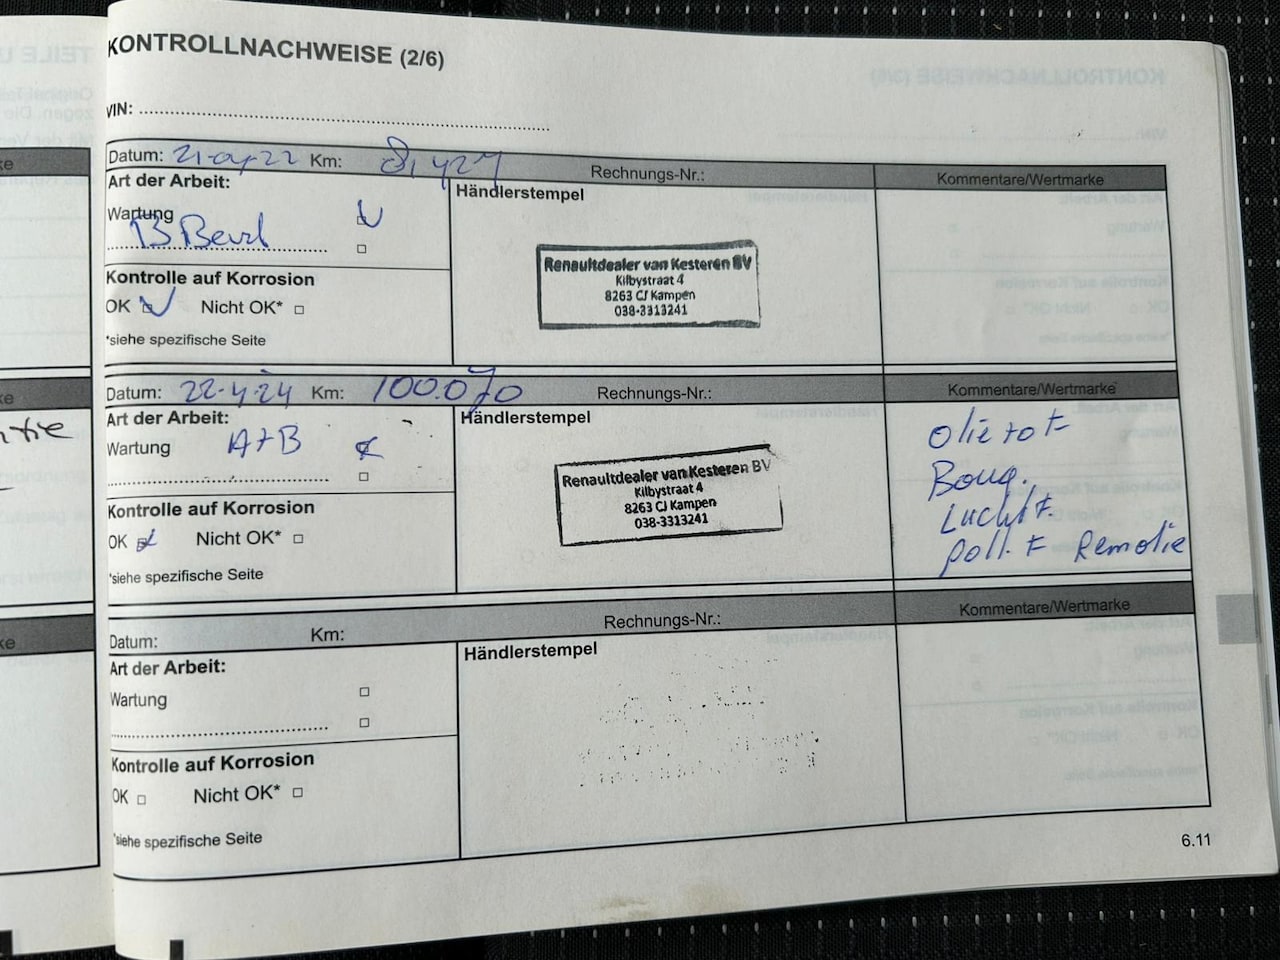 KONTROLLNACHWEISE (2/6)
VIN:
Datum: 21-04-22 Km: 81427 Rechnungs-Nr.:
Kommentare/Wertmarke
Art der Arbeit:
Händlerstempel
Wartung
B Beurt
Renaultdealer van Kesteren BV
Kilbystraat 4
8263 CJ Kampen
038-3313241
Kontrolle auf Korrosion
OK Nicht OK*
*siehe spezifische Seite
Datum: 22-4-24 Km: 100.070 Rechnungs-Nr.:
Kommentare/Wertmarke
Art der Arbeit:
Händlerstempel
Wartung A+B
Olie tot F
Boug.
Lucht F.
poll. F Remolie
Renaultdealer van Kesteren BV
Kilbystraat 4
8263 CJ Kampen
038-3313241
Kontrolle auf Korrosion
OK Nicht OK*
*siehe spezifische Seite
Datum: Km: Rechnungs-Nr.:
Kommentare/Wertmarke
Art der Arbeit:
Händlerstempel
Wartung
Kontrolle auf Korrosion
OK Nicht OK*
*siehe spezifische Seite
6.11